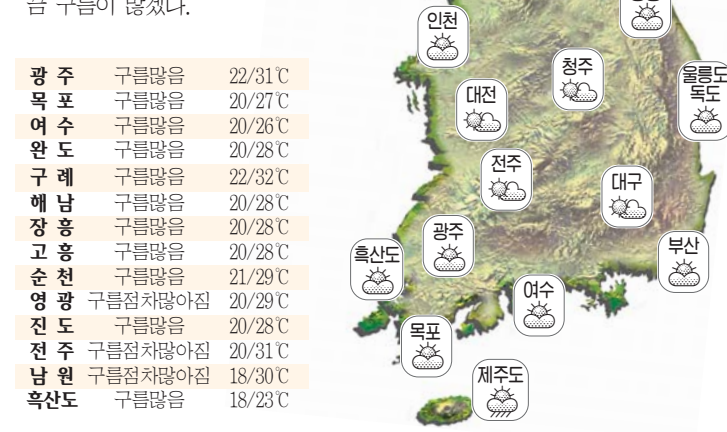 구름이 많겠다.
광 주 구름많음 22/31℃
목 포 구름많음 20/27℃
여 수 구름많음 20/26℃
완 도 구름많음 20/28℃
구 례 구름많음 22/32℃
해 남 구름많음 20/28℃
장 흥 구름많음 20/28℃
고 흥 구름많음 20/28℃
순 천 구름많음 21/29℃
영 광 구름점차많아짐 20/29℃
진 도 구름많음 20/28℃
전 주 구름점차많아짐 20/31℃
남 원 구름점차많아짐 18/30℃
흑산도 구름많음 18/23℃
인천
청주
울릉도
독도
대전
전주
대구
광주
부산
흑산도
여수
목포
제주도